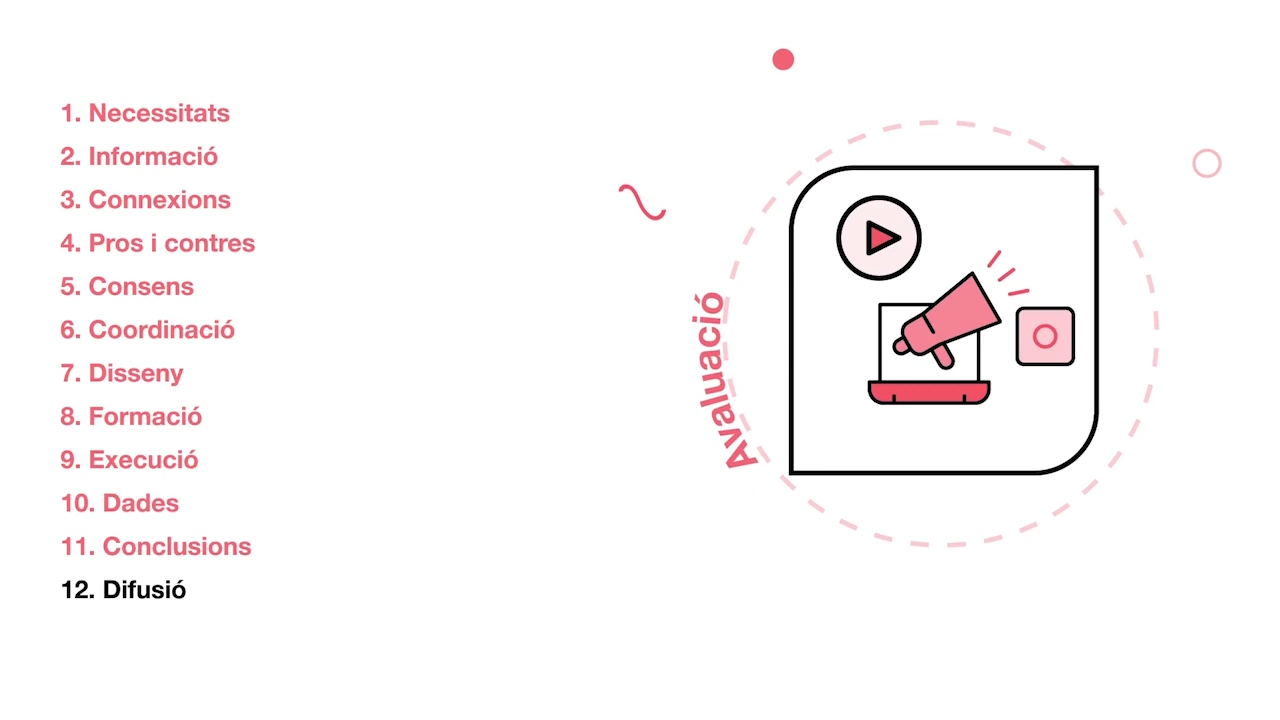 1. Necessitats
2. Informació
3. Connexions
4. Pros i contres
5. Consens
6. Coordinació
7. Disseny
8. Formació
9. Execució
10. Dades
11. Conclusions
12. Difusió
Avaluació